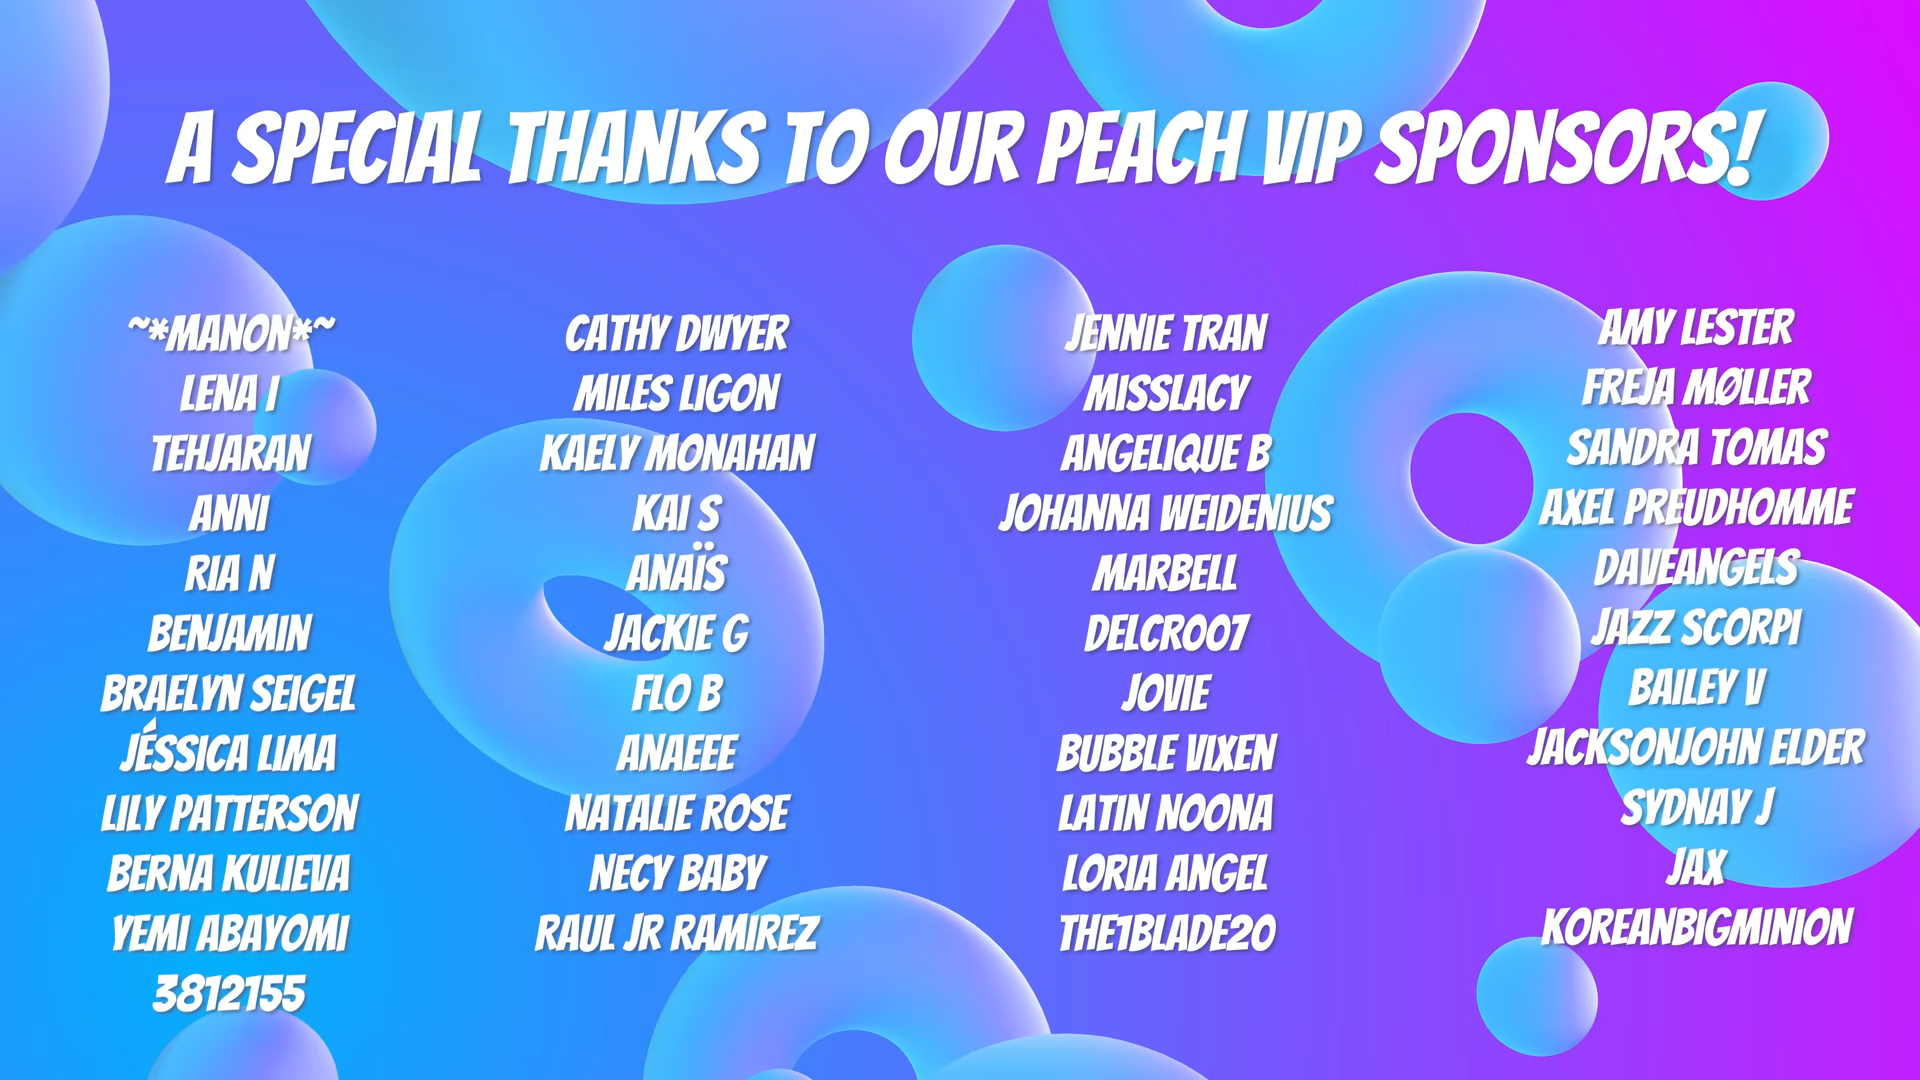 A SPECIAL THANKS TO OUR PEACH VIP SPONSORS!
~*MANON*~
LENA I
TEHJARAN
ANNI
RIA N
BENJAMIN
BRAELYN SEIGEL
JÉSSICA LIMA
LILY PATTERSON
BERNA KULIEVA
YEMI ABAYOMI
3812155
CATHY DWYER
MILES LIGON
KAELY MONAHAN
KAI S
ANAÏS
JACKIE G
FLO B
ANAEEE
NATALIE ROSE
NECY BABY
RAUL JR RAMIREZ
JENNIE TRAN
MISSLACY
ANGELIQUE B
JOHANNA WEIDENIUS
MARBELL
DELCRO07
JOVIE
BUBBLE VIXEN
LATIN NOONA
LORIA ANGEL
THE1BLADE20
AMY LESTER
FREJA MØLLER
SANDRA TOMAS
AXEL PREUDHOMME
DAVEANGELS
JAZZ SCORPI
BAILEY V
JACKSONJOHN ELDER
SYDNAY J
JAX
KOREANBIGMINION